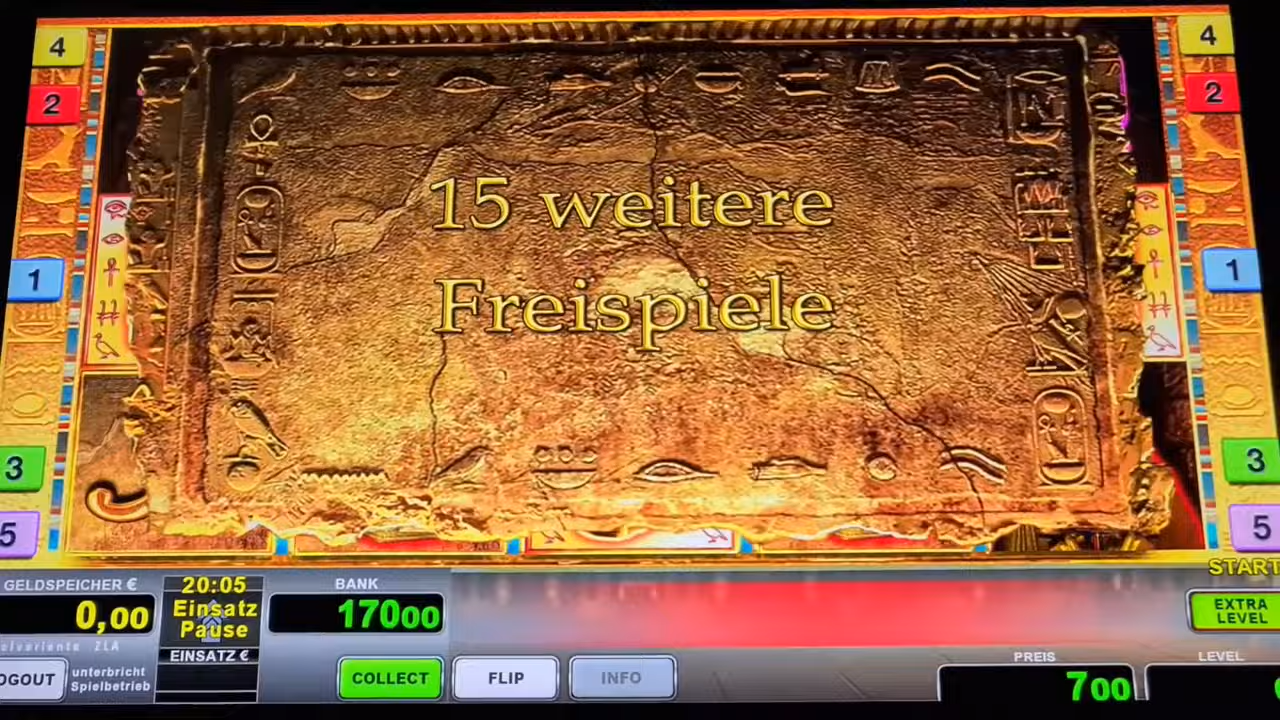 4
4
2
2
15 weitere
Freispiele
1
1
3
3
5
5
START
GELDSPEICHER €
0,00
20:05
Einsatz
Pause
BANK
17000
EXTRA
LEVEL
EINSATZ €
unterbricht
Spielbetrieb
COLLECT
FLIP
INFO
PREIS
700
LEVEL